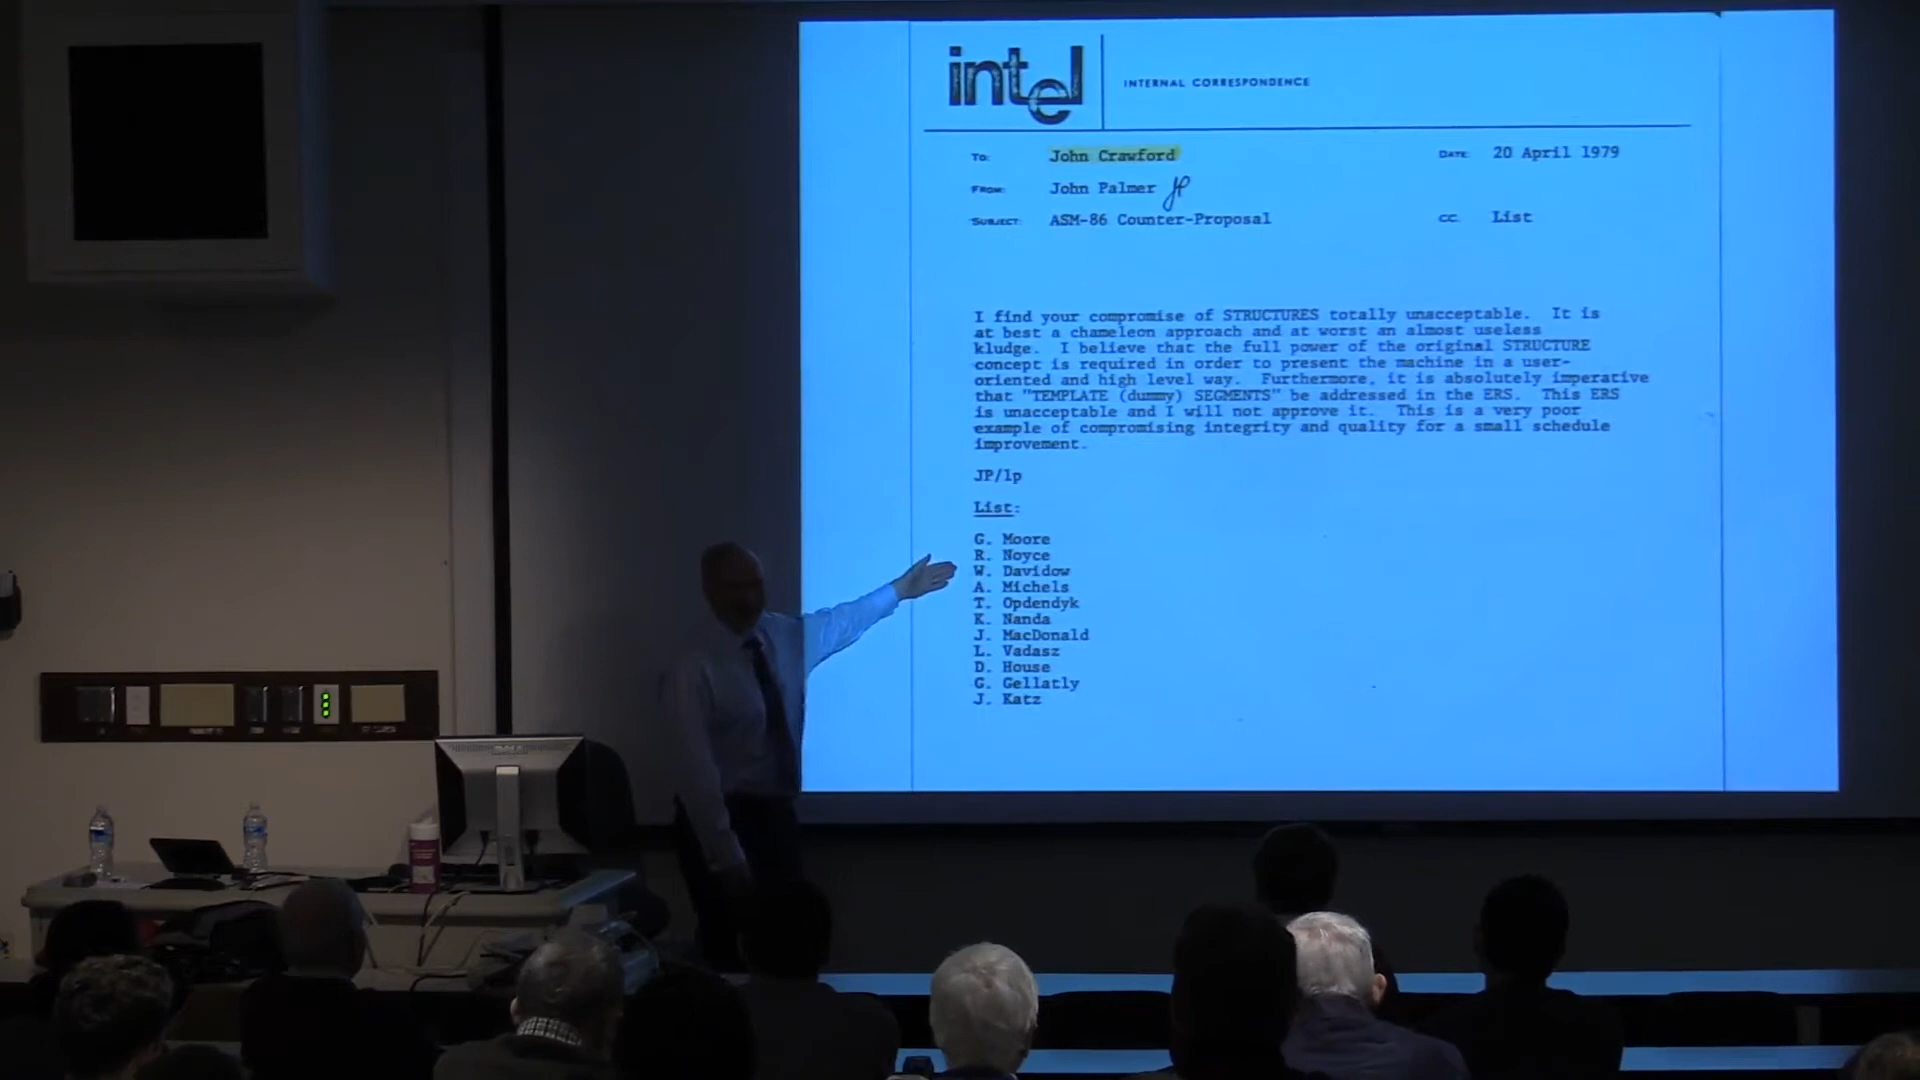 intel
INTERNAL CORRESPONDENCE
TO: John Crawford DATE: 20 April 1979
FROM: John Palmer JP
SUBJECT: ASM-86 Counter-Proposal CC. List
I find your compromise of STRUCTURES totally unacceptable. It is
at best a chameleon approach and at worst an almost useless
kludge. I believe that the full power of the original STRUCTURE
concept is required in order to present the machine in a user-
oriented and high level way. Furthermore, it is absolutely imperative
that "TEMPLATE (dummy) SEGMENTS" be addressed in the ERS. This ERS
is unacceptable and I will not approve it. This is a very poor
example of compromising integrity and quality for a small schedule
improvement.
JP/lp
List:
G. Moore
R. Noyce
W. Davidow
A. Michels
T. Opdendyk
K. Nanda
J. MacDonald
L. Vadasz
D. House
G. Gellatly
J. Katz